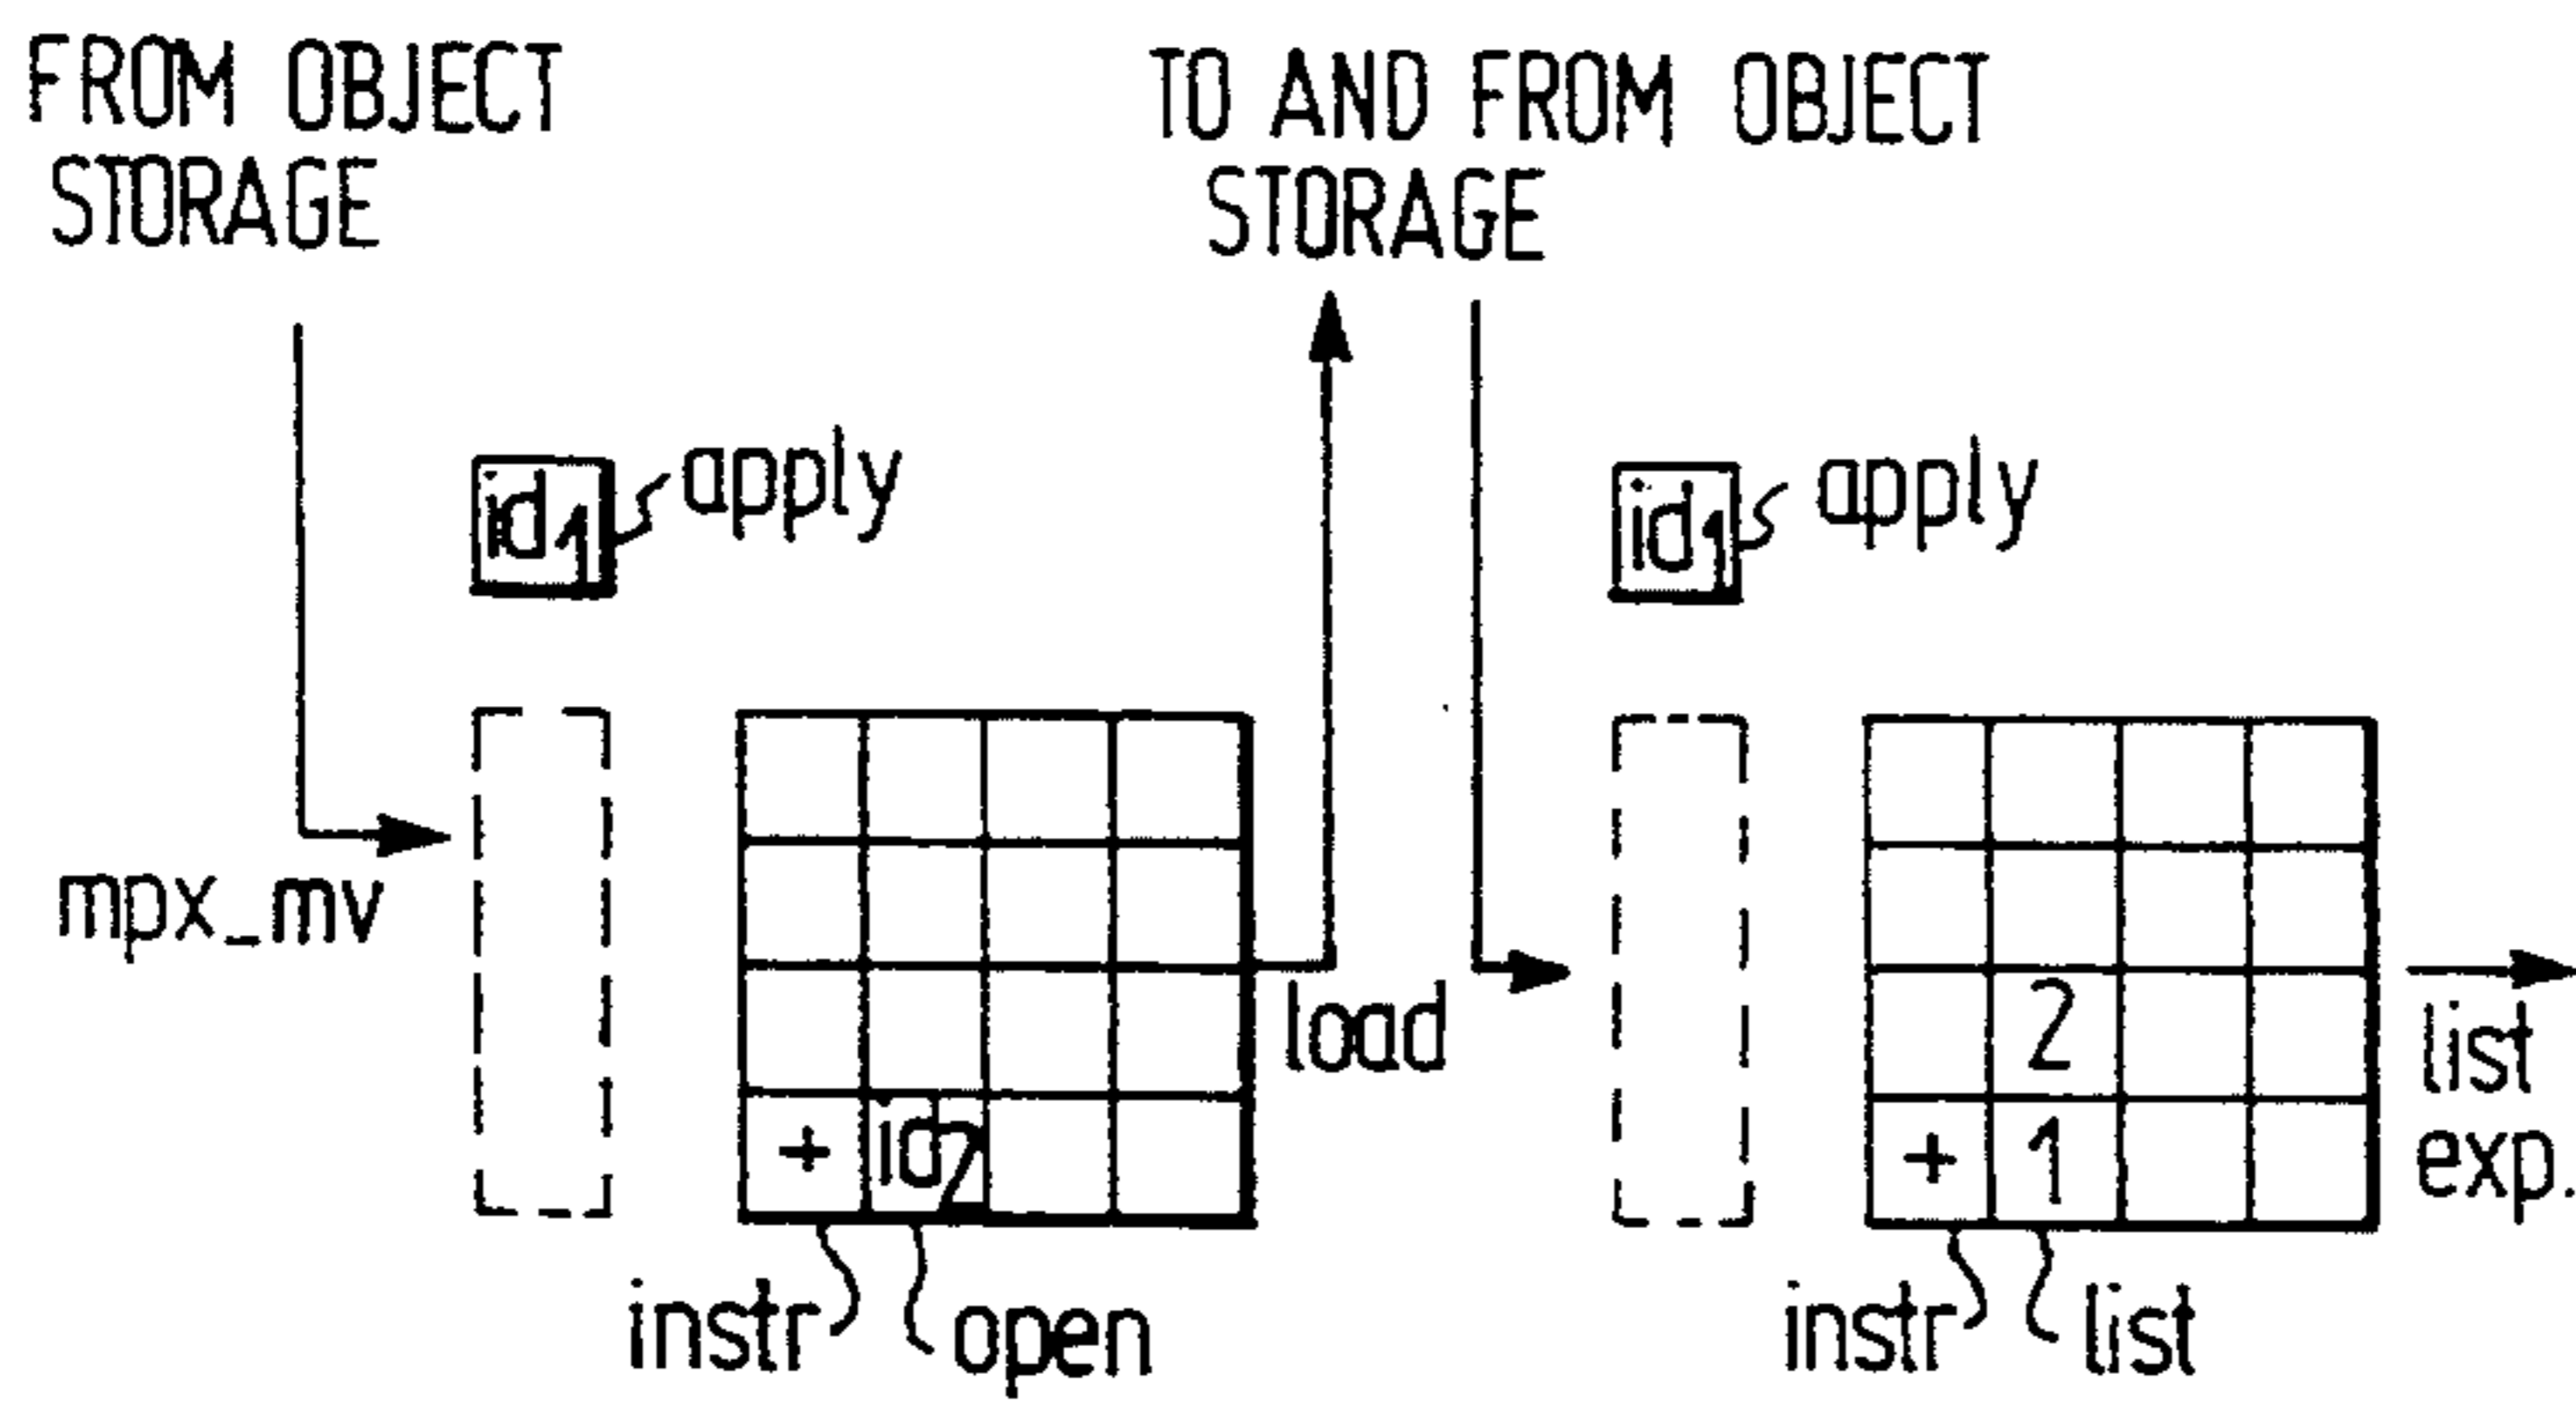 FROM OBJECT
STORAGE
TO AND FROM OBJECT
STORAGE
id1
apply
id1
apply
mpx_mv
load
2
list
exp.
+ id2
+ 1
instr
open
instr
list